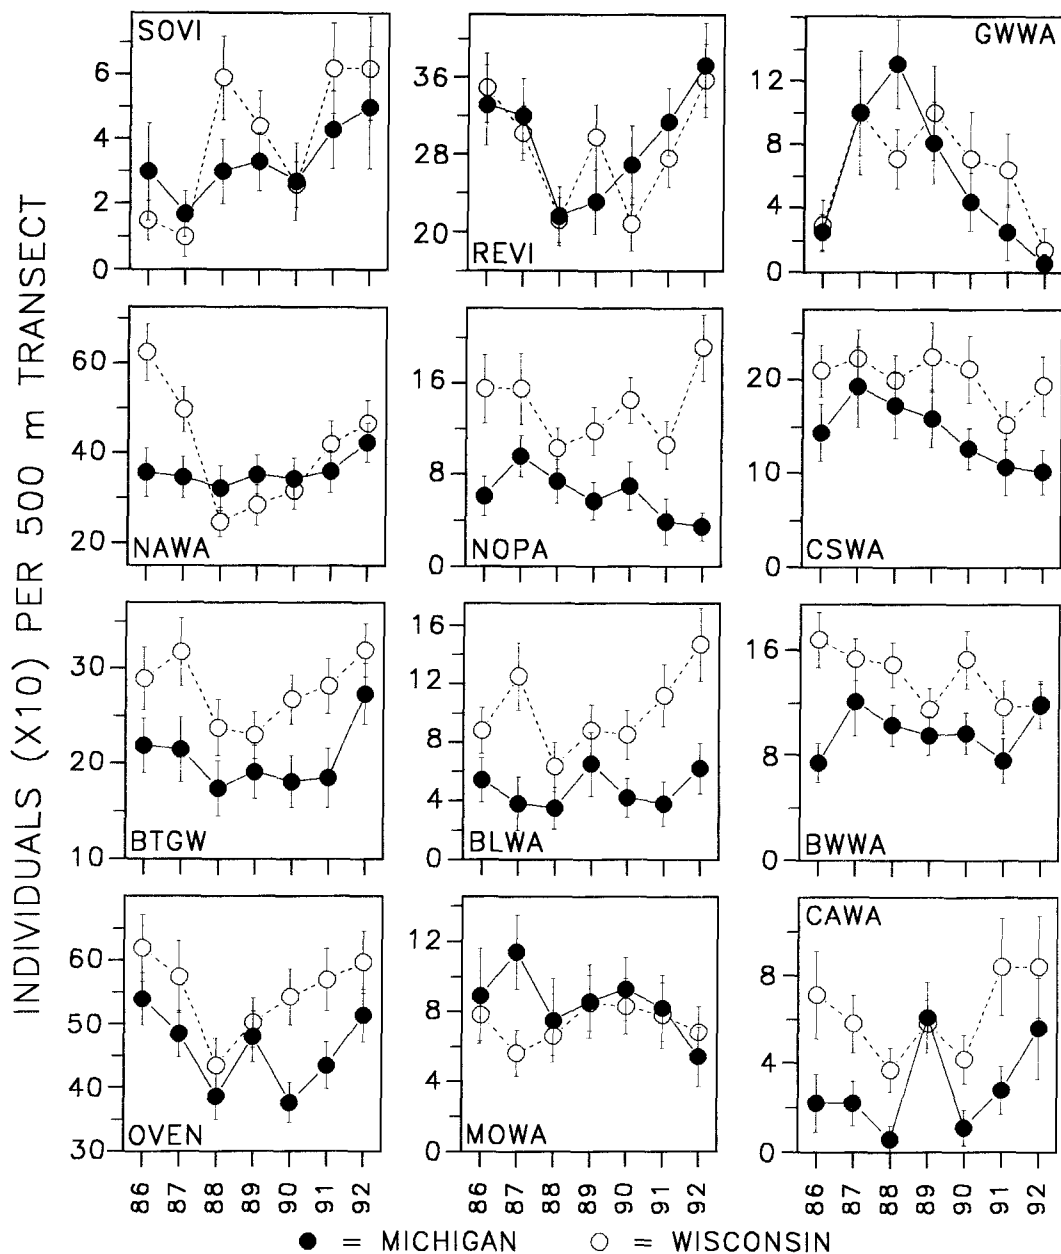 INDIVIDUALS (X10) PER 500 m TRANSECT
SOVI
6
4
2
0
REVI
36
28
20
GWWA
12
8
4
0
NAWA
60
40
20
NOPA
16
8
0
CSWA
20
10
0
BTGW
30
20
10
BLWA
16
12
8
4
0
BWWA
16
8
0
OVEN
60
50
40
30
MOWA
12
8
4
0
CAWA
8
4
0
86 87 88 89 90 91 92
86 87 88 89 90 91 92
86 87 88 89 90 91 92
= MICHIGAN = WISCONSIN